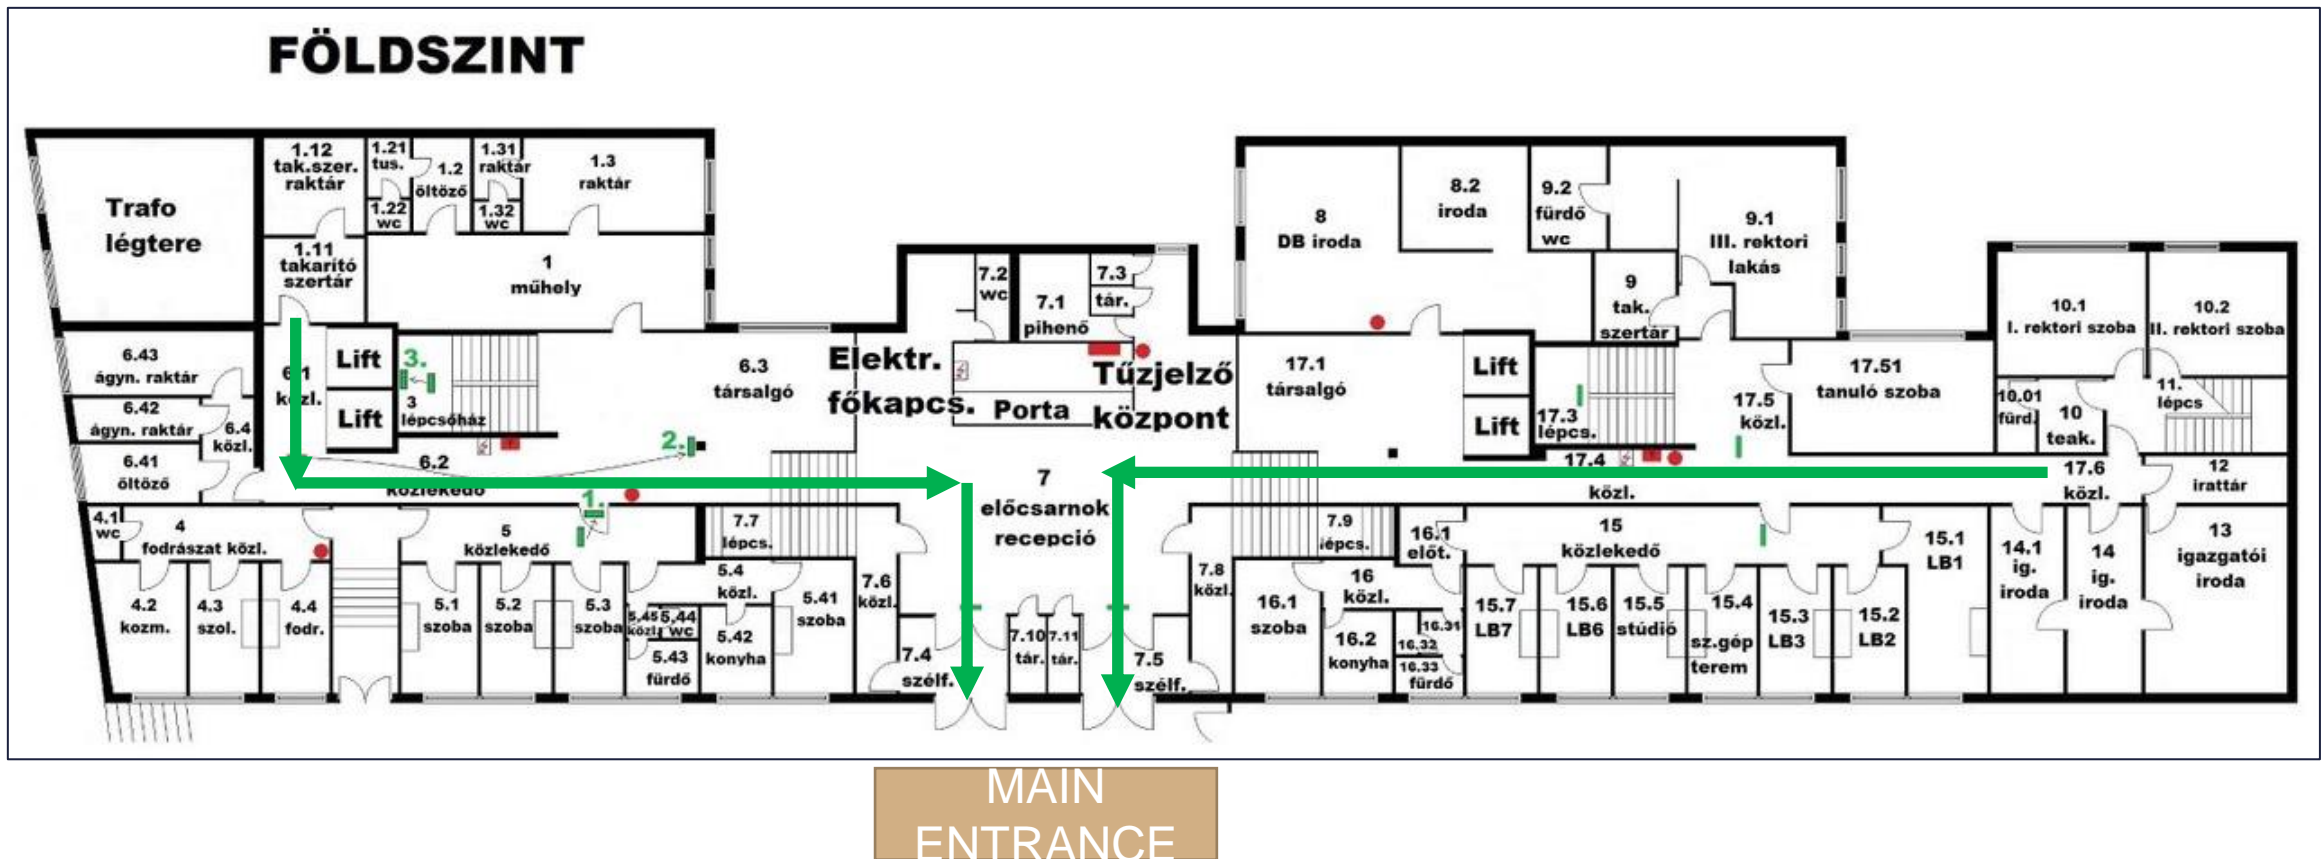 FÖLDSZINT
Trafo
légtere
1.12
tak.szer.
raktár
1.21
tus.
1.22
wc
1.2
öltöző
1.31
raktár
1.32
wc
1.3
raktár
1.11
takarító
szertár
1
műhely
6.43
ágyn. raktár
6.42
ágyn. raktár
6.41
öltöző
6.4
közl.
6.1
közl.
Lift
Lift
3.
3
lépcsőház
6.3
társalgó
2.
6.2
közlekedő
1.
4.1
wc
4
fodrászat közl.
4.2
kozm.
4.3
szol.
4.4
fodr.
5
közlekedő
5.1
szoba
5.2
szoba
5.3
szoba
5.4
közl.
5.41
szoba
5.45
közl.
5.44
wc
5.43
fürdő
5.42
konyha
7.7
lépcs.
7.6
közl.
7.2
wc
7.1
pihenő
7.3
tár.
Elektr.
főkapcs.
Porta
Tűzjelző
központ
7
előcsarnok
recepció
7.4
szélf.
7.10
tár.
7.11
tár.
7.5
szélf.
7.8
közl.
7.9
lépcs.
8
DB iroda
8.2
iroda
9.2
fürdő
wc
9.1
III. rektori
lakás
9
tak.
szertár
17.1
társalgó
Lift
Lift
17.3
lépcs.
17.5
közl.
17.51
tanuló szoba
17.4
közl.
10.1
I. rektori szoba
10.2
II. rektori szoba
10.01
fürd.
10
teak.
11.
lépcs
17.6
közl.
12
irattár
16.1
előt.
16
közl.
16.1
szoba
16.2
konyha
16.31
16.32
16.33
fürdő
15
közlekedő
15.7
LB7
15.6
LB6
15.5
stúdió
15.4
sz.gép
terem
15.3
LB3
15.2
LB2
15.1
LB1
14.1
ig.
iroda
14
ig.
iroda
13
igazgatói
iroda
MAIN
ENTRANCE